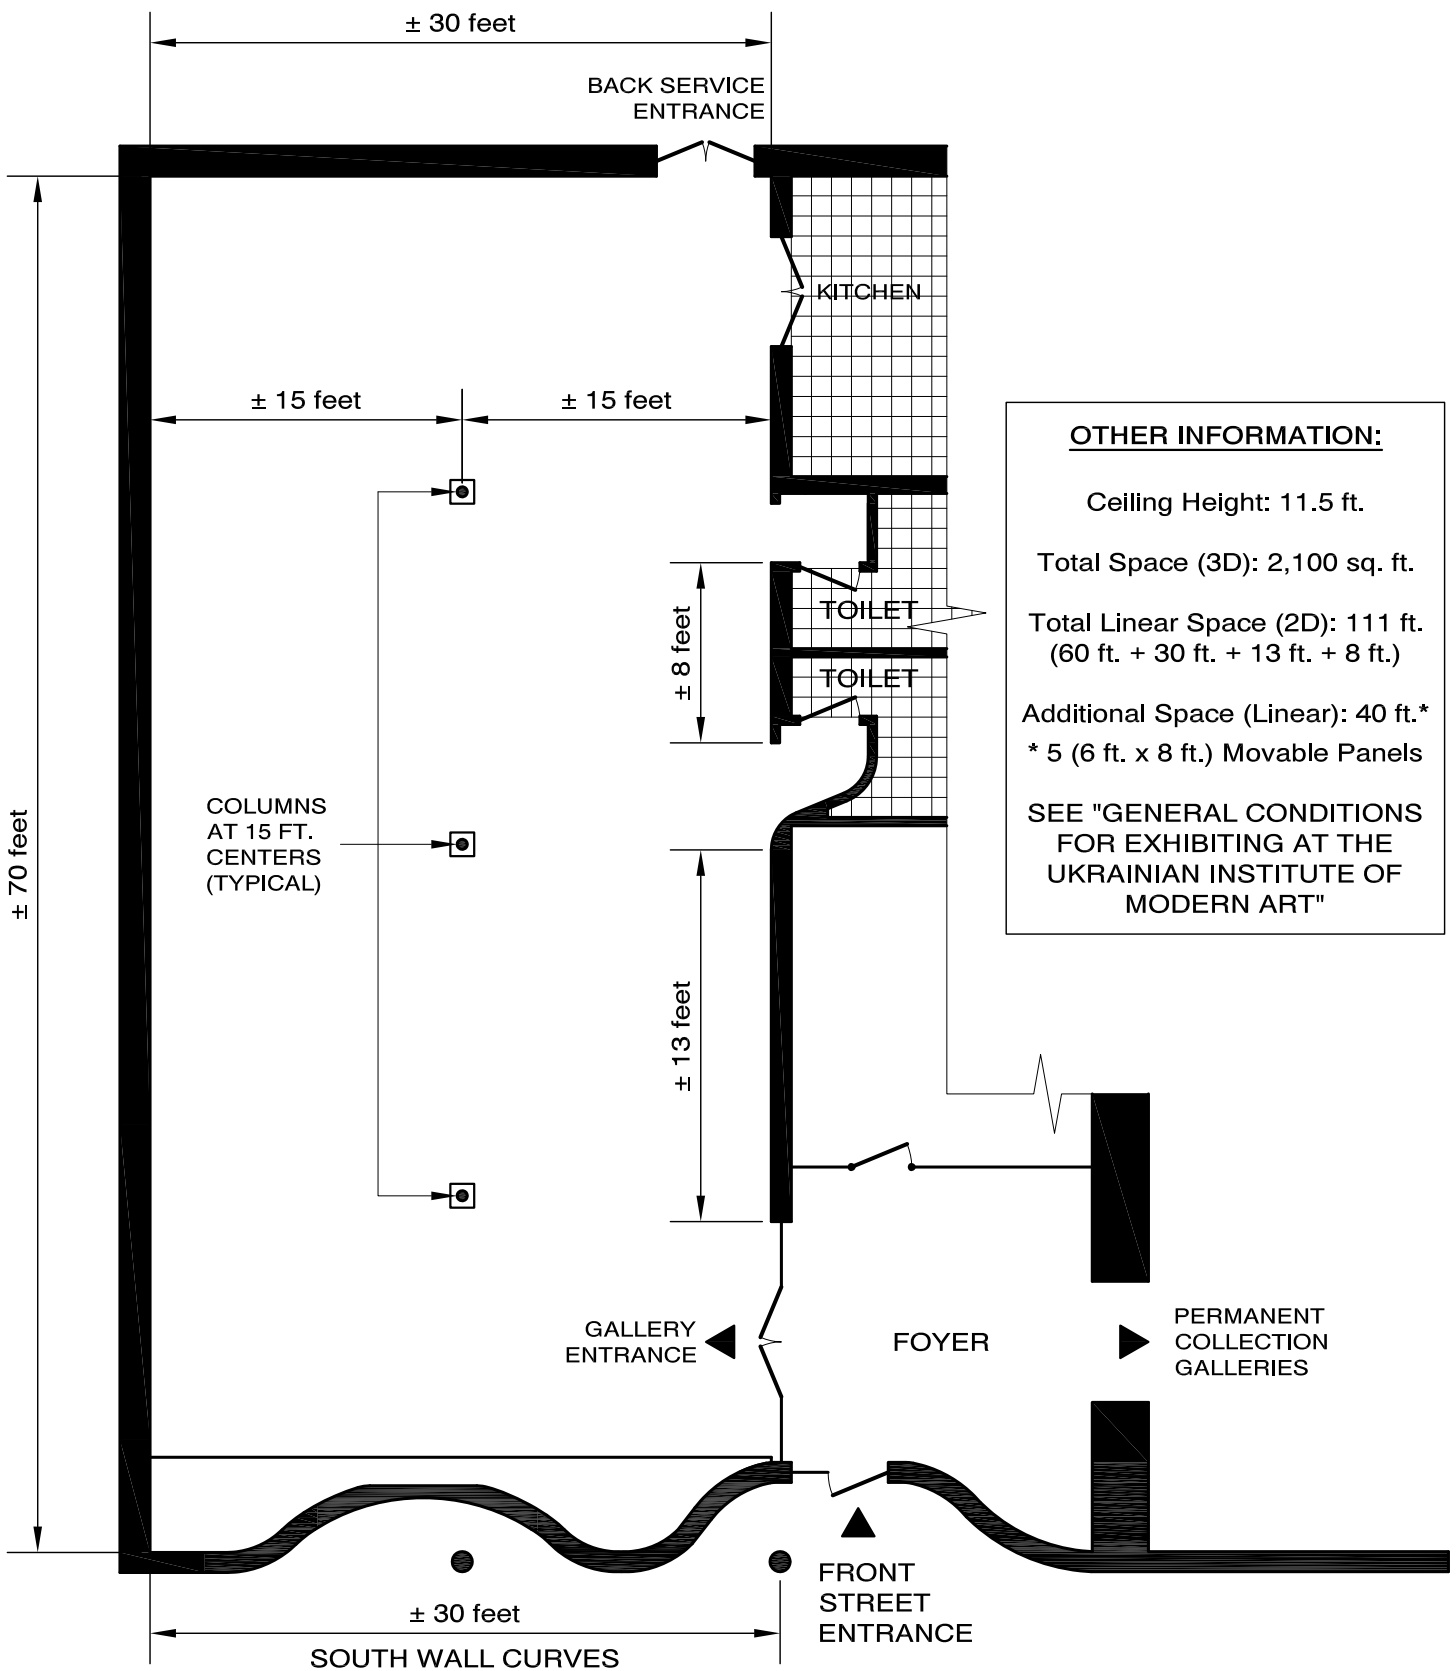 ± 30 feet
BACK SERVICE
ENTRANCE
KITCHEN
± 15 feet
± 15 feet
OTHER INFORMATION:
Ceiling Height: 11.5 ft.
Total Space (3D): 2,100 sq. ft.
Total Linear Space (2D): 111 ft.
(60 ft. + 30 ft. + 13 ft. + 8 ft.)
Additional Space (Linear): 40 ft.*
* 5 (6 ft. x 8 ft.) Movable Panels
SEE "GENERAL CONDITIONS
FOR EXHIBITING AT THE
UKRAINIAN INSTITUTE OF
MODERN ART"
TOILET
± 8 feet
TOILET
COLUMNS
AT 15 FT.
CENTERS
(TYPICAL)
± 70 feet
± 13 feet
GALLERY
ENTRANCE
FOYER
PERMANENT
COLLECTION
GALLERIES
FRONT
STREET
ENTRANCE
± 30 feet
SOUTH WALL CURVES